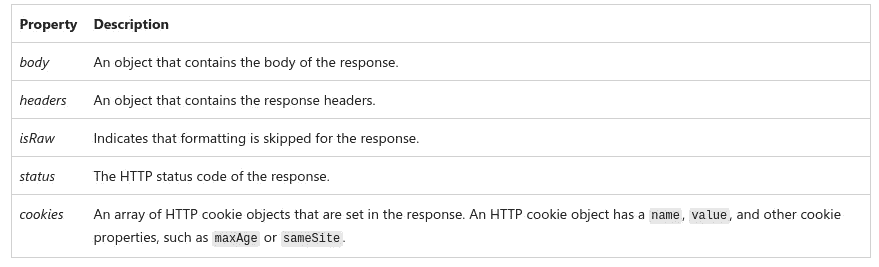 Property Description
body An object that contains the body of the response.
headers An object that contains the response headers.
isRaw Indicates that formatting is skipped for the response.
status The HTTP status code of the response.
cookies An array of HTTP cookie objects that are set in the response. An HTTP cookie object has a name, value, and other cookie
properties, such as maxAge or sameSite.